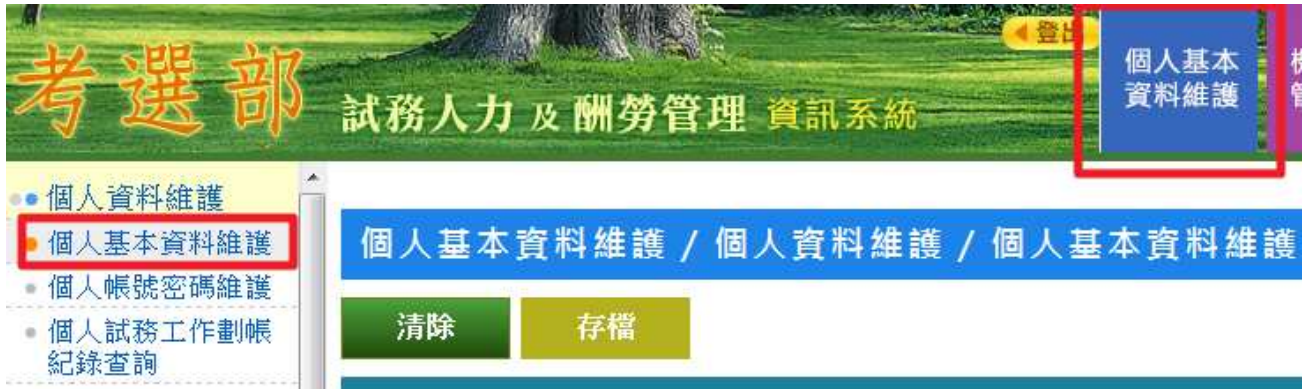 考選部
試務人力 及 酬勞管理 資訊系統
登出
個人基本
資料維護
個人資料維護
個人基本資料維護
個人帳號密碼維護
個人試務工作劃帳
紀錄查詢
個人基本資料維護 / 個人資料維護 / 個人基本資料維護
清除
存檔